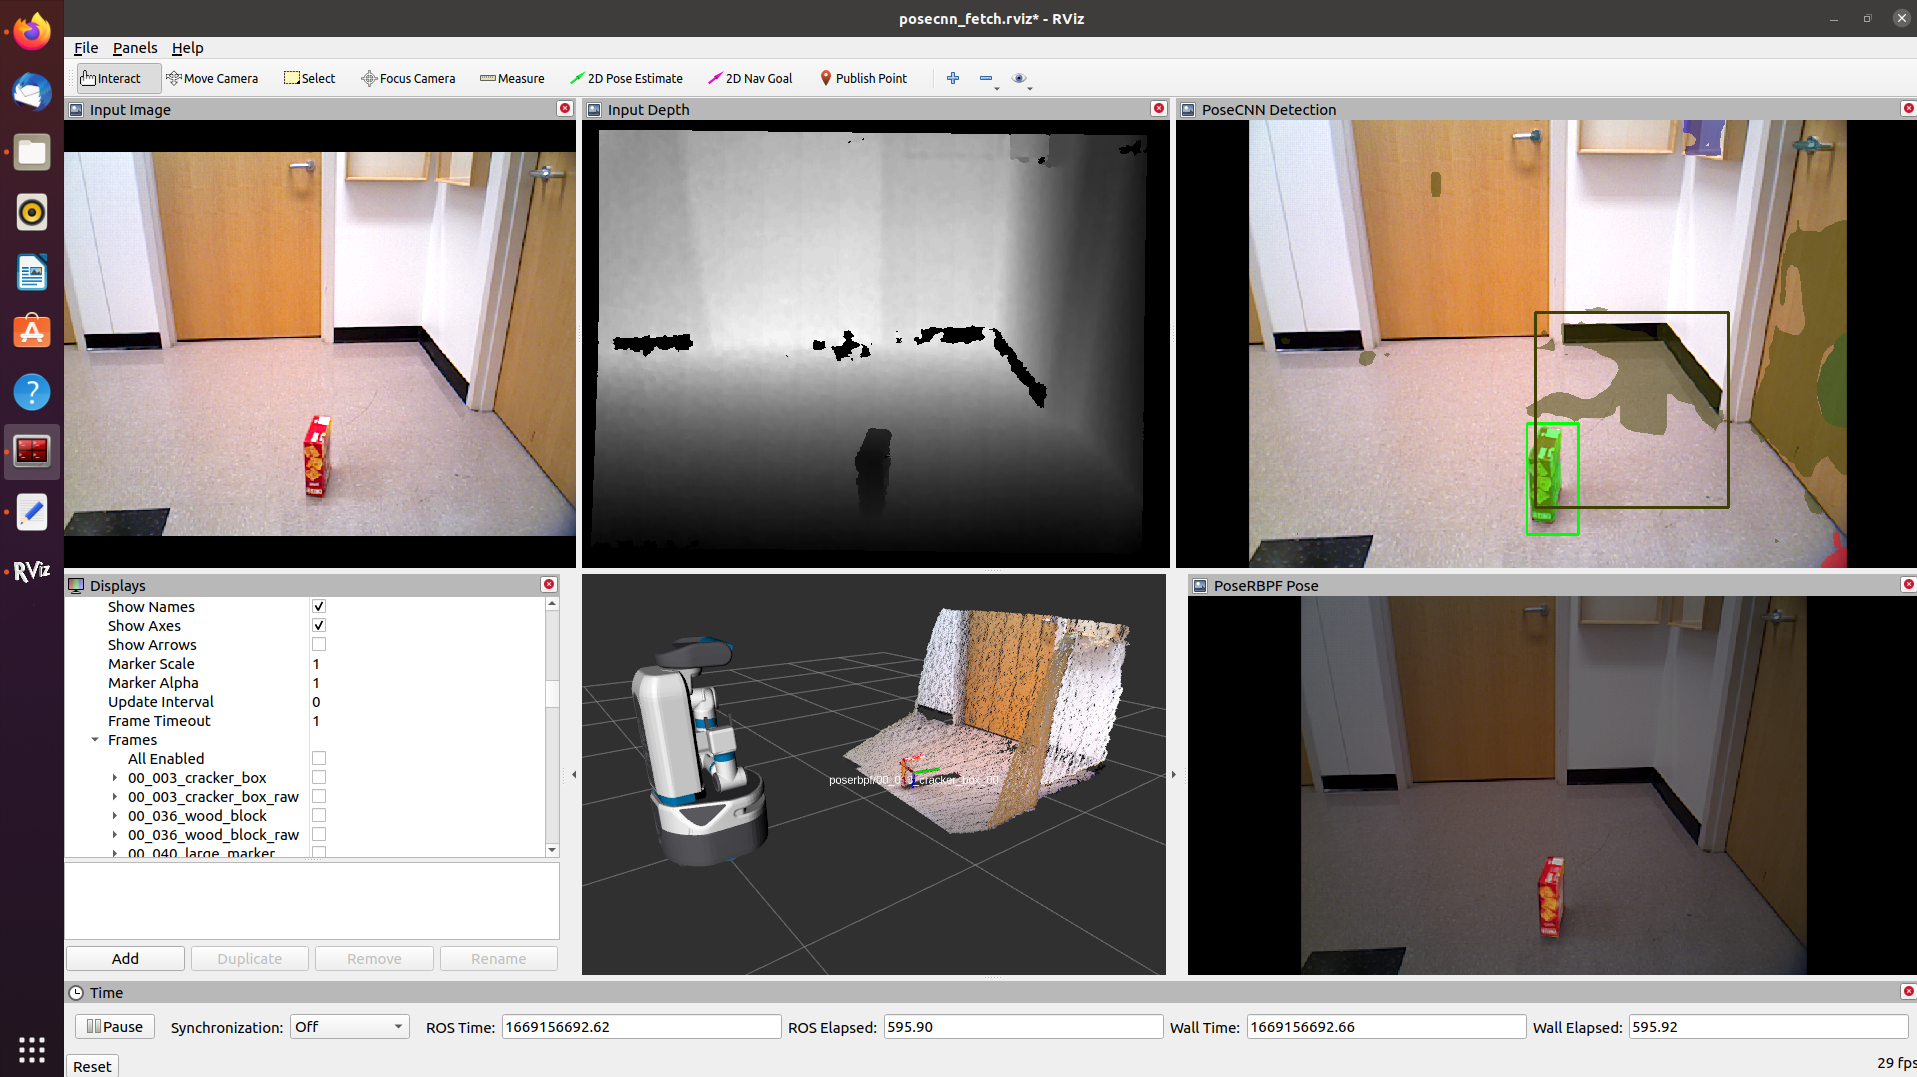 posecnn_fetch.rviz* - RViz
File Panels Help
Interact Move Camera Select Focus Camera Measure 2D Pose Estimate 2D Nav Goal Publish Point
Input Image
Input Depth
PoseCNN Detection
RViz
Displays
Show Names
Show Axes
Show Arrows
Marker Scale 1
Marker Alpha 1
Update Interval 0
Frame Timeout 1
Frames
All Enabled
00_003_cracker_box
00_003_cracker_box_raw
00_036_wood_block
00_036_wood_block_raw
00_040_large_marker
Add Duplicate Remove Rename
PoseRBPF Pose
Time
Pause Synchronization: Off ROS Time: 1669156692.62 ROS Elapsed: 595.90 Wall Time: 1669156692.66 Wall Elapsed: 595.92
Reset
29 fps